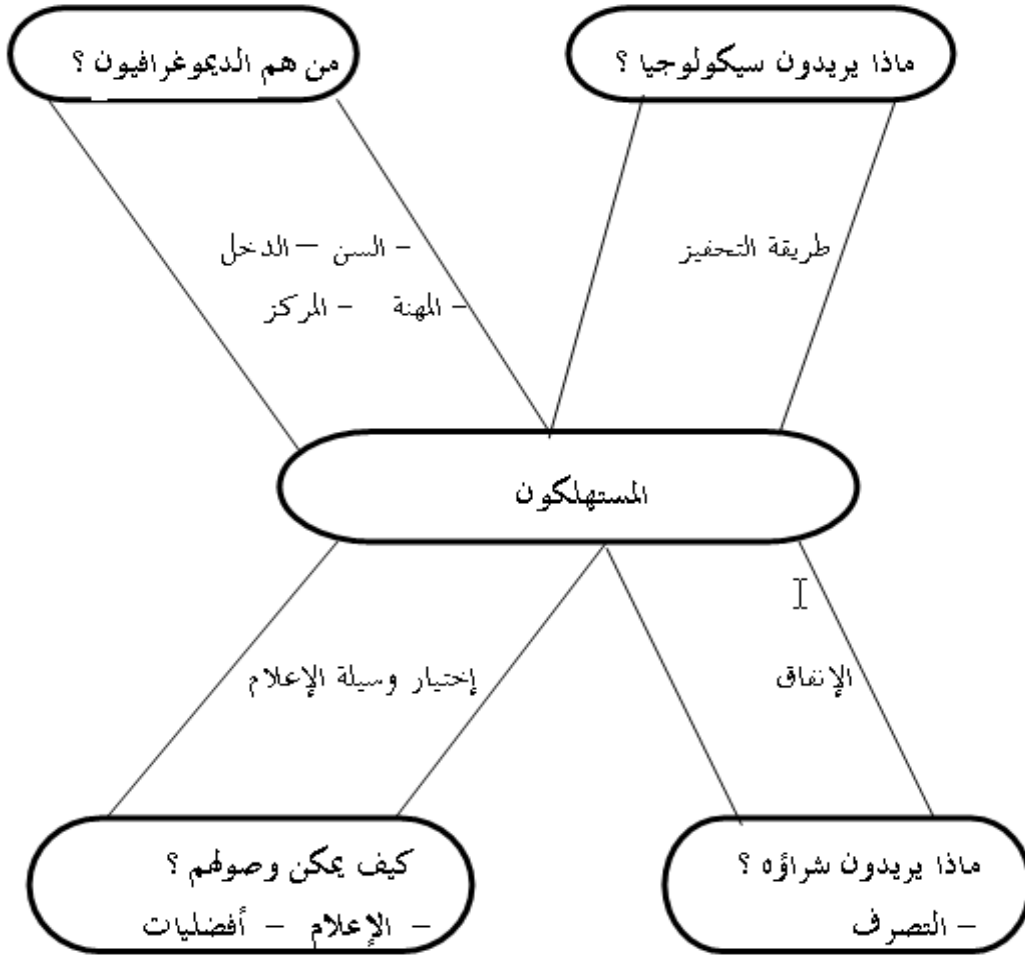 من هم الديموغرافيون ؟
ماذا يريدون سيكولوجيا ؟
- السن – الدخل
- المهنة - المركز
طريقة التحفيز
المستهلكون
إختيار وسيلة الإعلام
الإنفاق
كيف يمكن وصولهم ؟
- الإعلام - أفضليات
ماذا يريدون شراؤه ؟
- التصرف